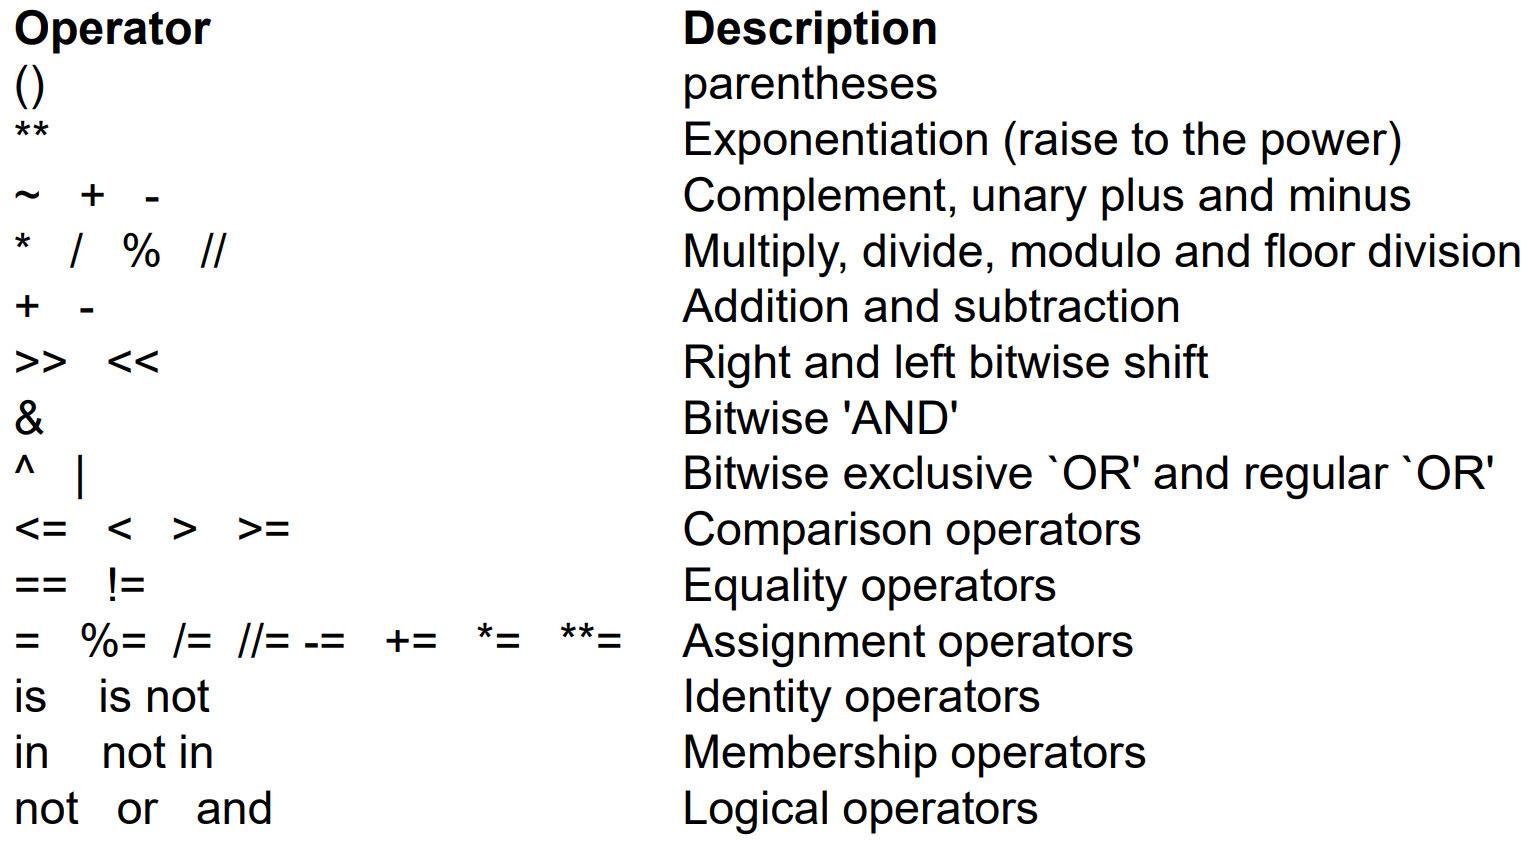 Operator Description
() parentheses
** Exponentiation (raise to the power)
~ + - Complement, unary plus and minus
* / % // Multiply, divide, modulo and floor division
+ - Addition and subtraction
>> << Right and left bitwise shift
& Bitwise 'AND'
^ | Bitwise exclusive `OR' and regular `OR'
<= < > >= Comparison operators
== != Equality operators
= %= /= //= -= += *= **= Assignment operators
is is not Identity operators
in not in Membership operators
not or and Logical operators